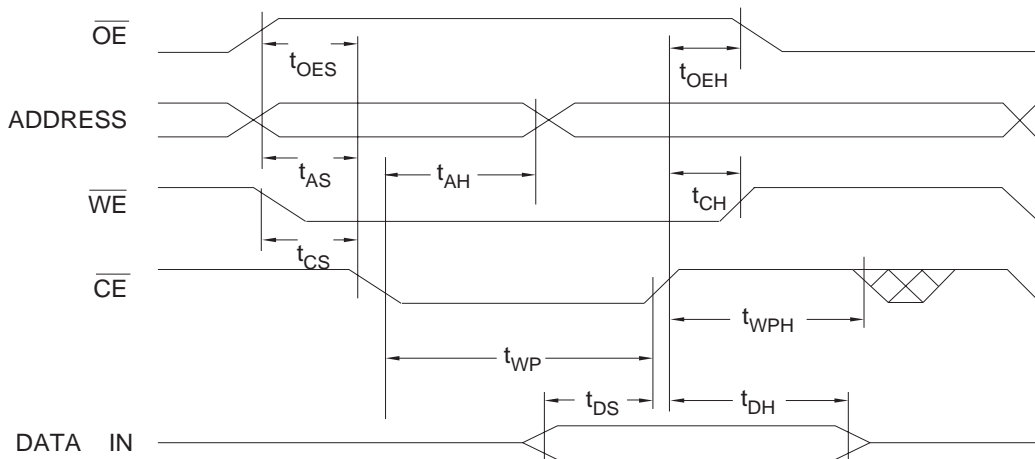 OE
tOES
tOEH
ADDRESS
tAS
tAH
WE
tCH
tCS
CE
tWPH
tWP
tDS
tDH
DATA IN